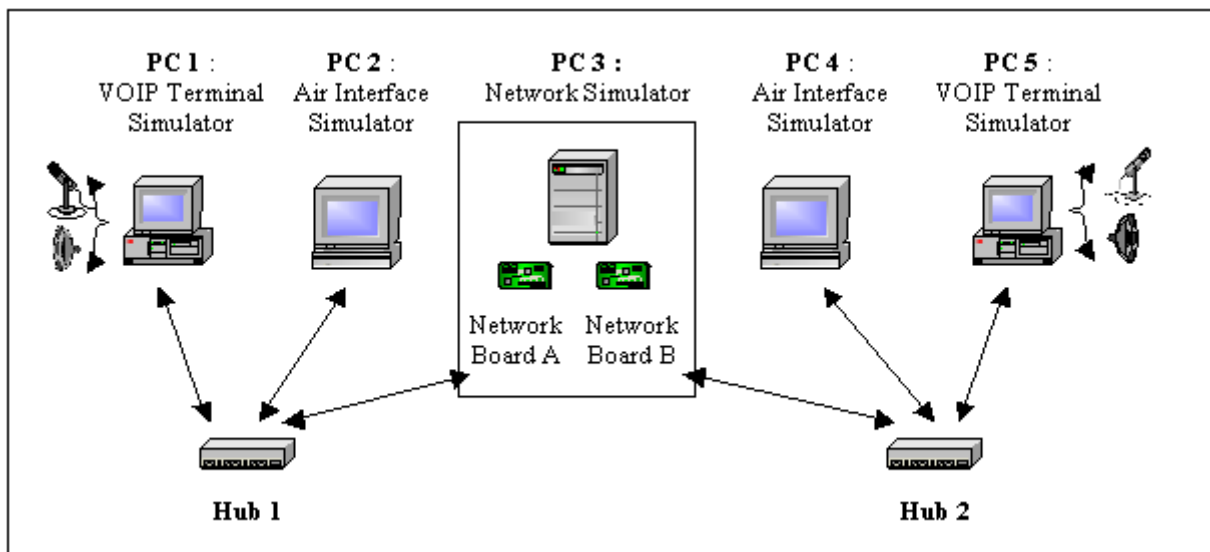 PC 1 :
VOIP Terminal
Simulator
PC 2 :
Air Interface
Simulator
PC 3 :
Network Simulator
PC 4 :
Air Interface
Simulator
PC 5 :
VOIP Terminal
Simulator
Network
Board A
Network
Board B
Hub 1
Hub 2